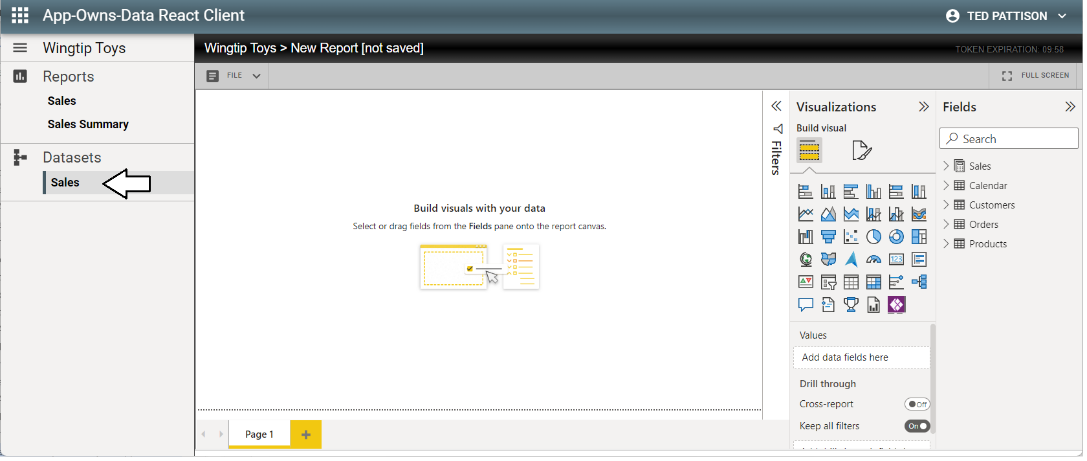 App-Owns-Data React Client
TED PATTISON
Wingtip Toys
Wingtip Toys > New Report [not saved]
TOKEN EXPIRATION: 09:58
Reports
Sales
Sales Summary
Datasets
Sales
FILE
FULL SCREEN
Build visuals with your data
Select or drag fields from the Fields pane onto the report canvas.
Page 1
Filters
Visualizations
Build visual
123
Values
Add data fields here
Drill through
Cross-report
Off
Keep all filters
On
Fields
Search
Sales
Calendar
Customers
Orders
Products